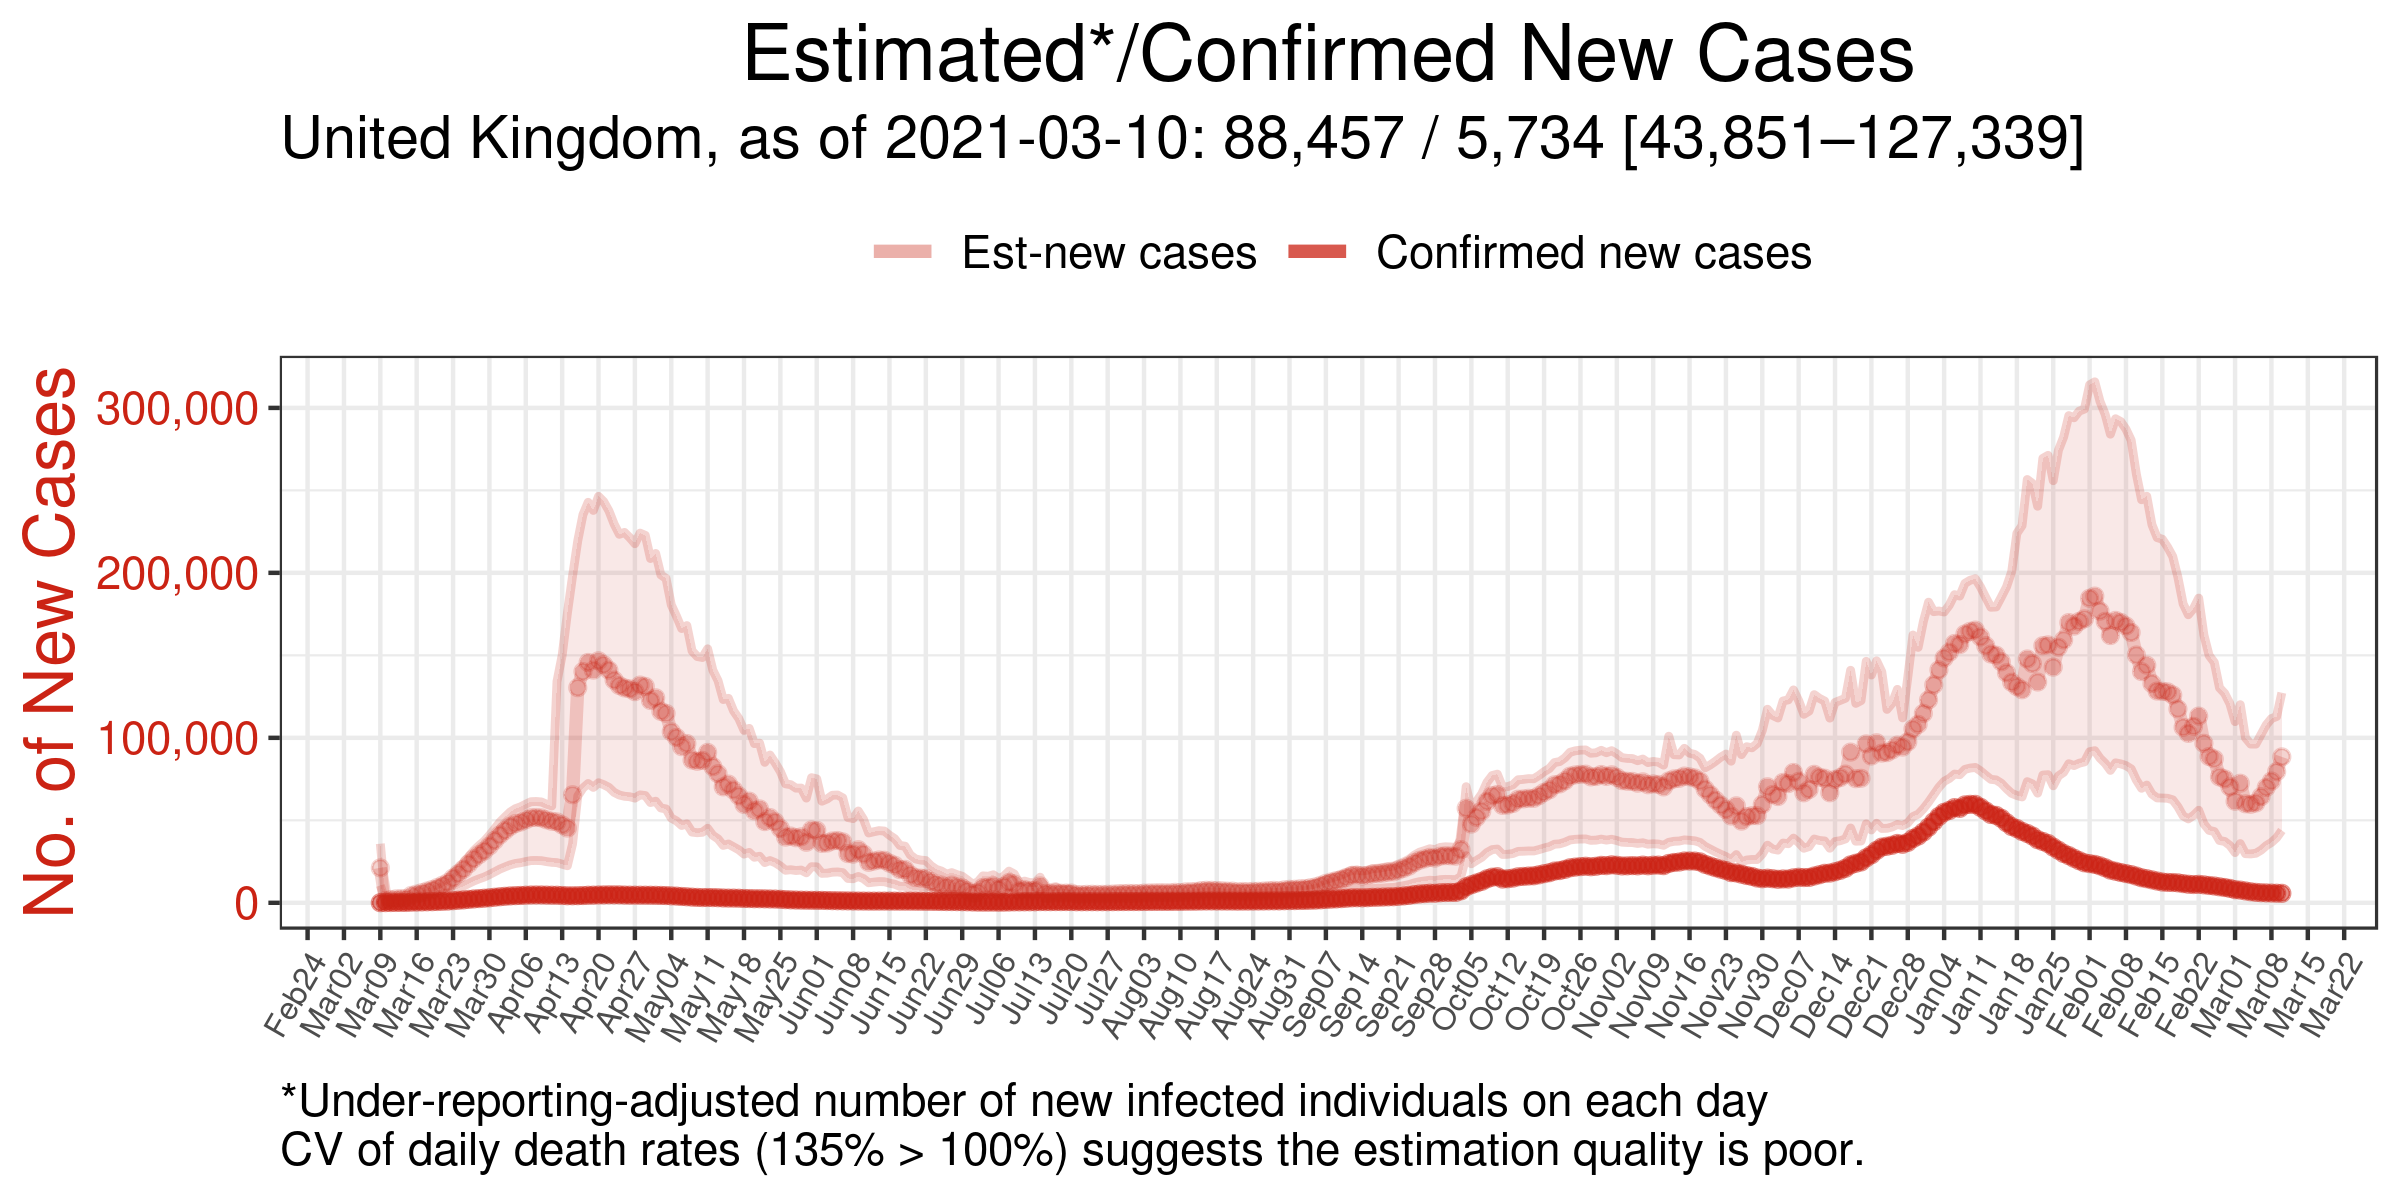 Estimated*/Confirmed New Cases
United Kingdom, as of 2021-03-10: 88,457 / 5,734 [43,851–127,339]
Est-new cases
Confirmed new cases
No. of New Cases
300,000
200,000
100,000
0
Feb24
Mar02
Mar09
Mar16
Mar23
Mar30
Apr06
Apr13
Apr20
Apr27
May04
May11
May18
May25
Jun01
Jun08
Jun15
Jun22
Jun29
Jul06
Jul13
Jul20
Jul27
Aug03
Aug10
Aug17
Aug24
Aug31
Sep07
Sep14
Sep21
Sep28
Oct05
Oct12
Oct19
Oct26
Nov02
Nov09
Nov16
Nov23
Nov30
Dec07
Dec14
Dec21
Dec28
Jan04
Jan11
Jan18
Jan25
Feb01
Feb08
Feb15
Feb22
Mar01
Mar08
Mar15
Mar22
*Under-reporting-adjusted number of new infected individuals on each day
CV of daily death rates (135% > 100%) suggests the estimation quality is poor.